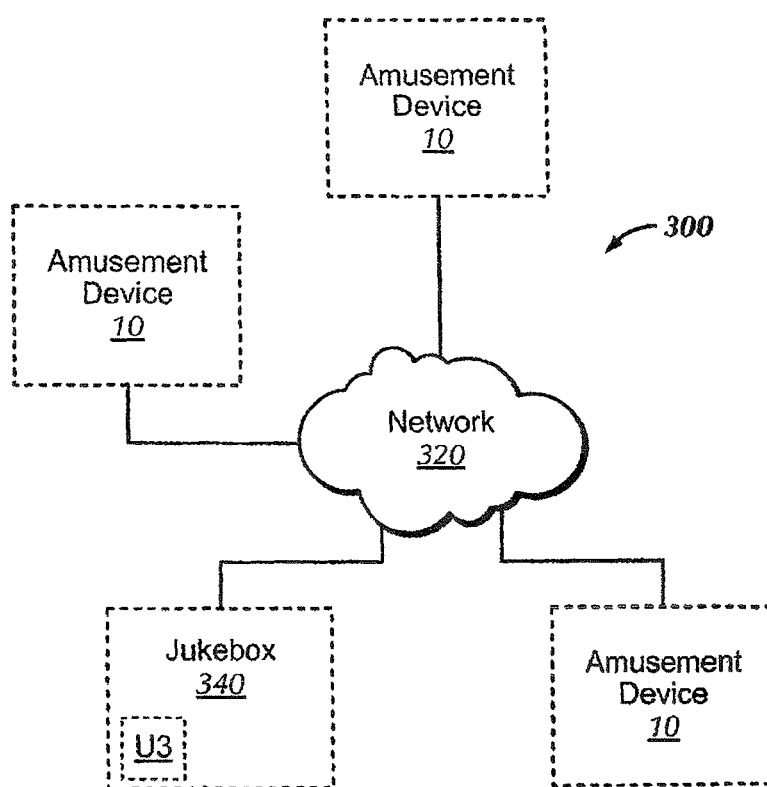 Amusement
Device
10
300
Amusement
Device
10
Network
320
Jukebox
340
U3
Amusement
Device
10